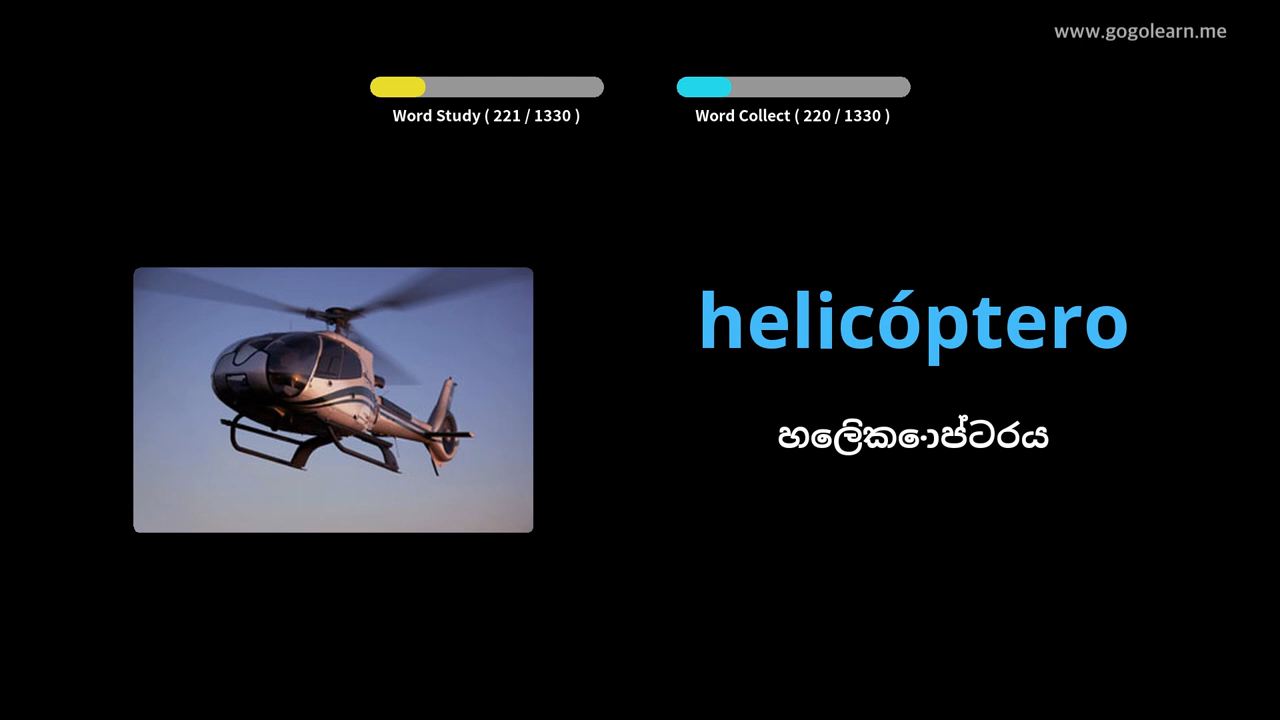 www.gogolearn.me
Word Study ( 221 / 1330 )
Word Collect ( 220 / 1330 )
helicóptero
හෙලිකොප්ටරය